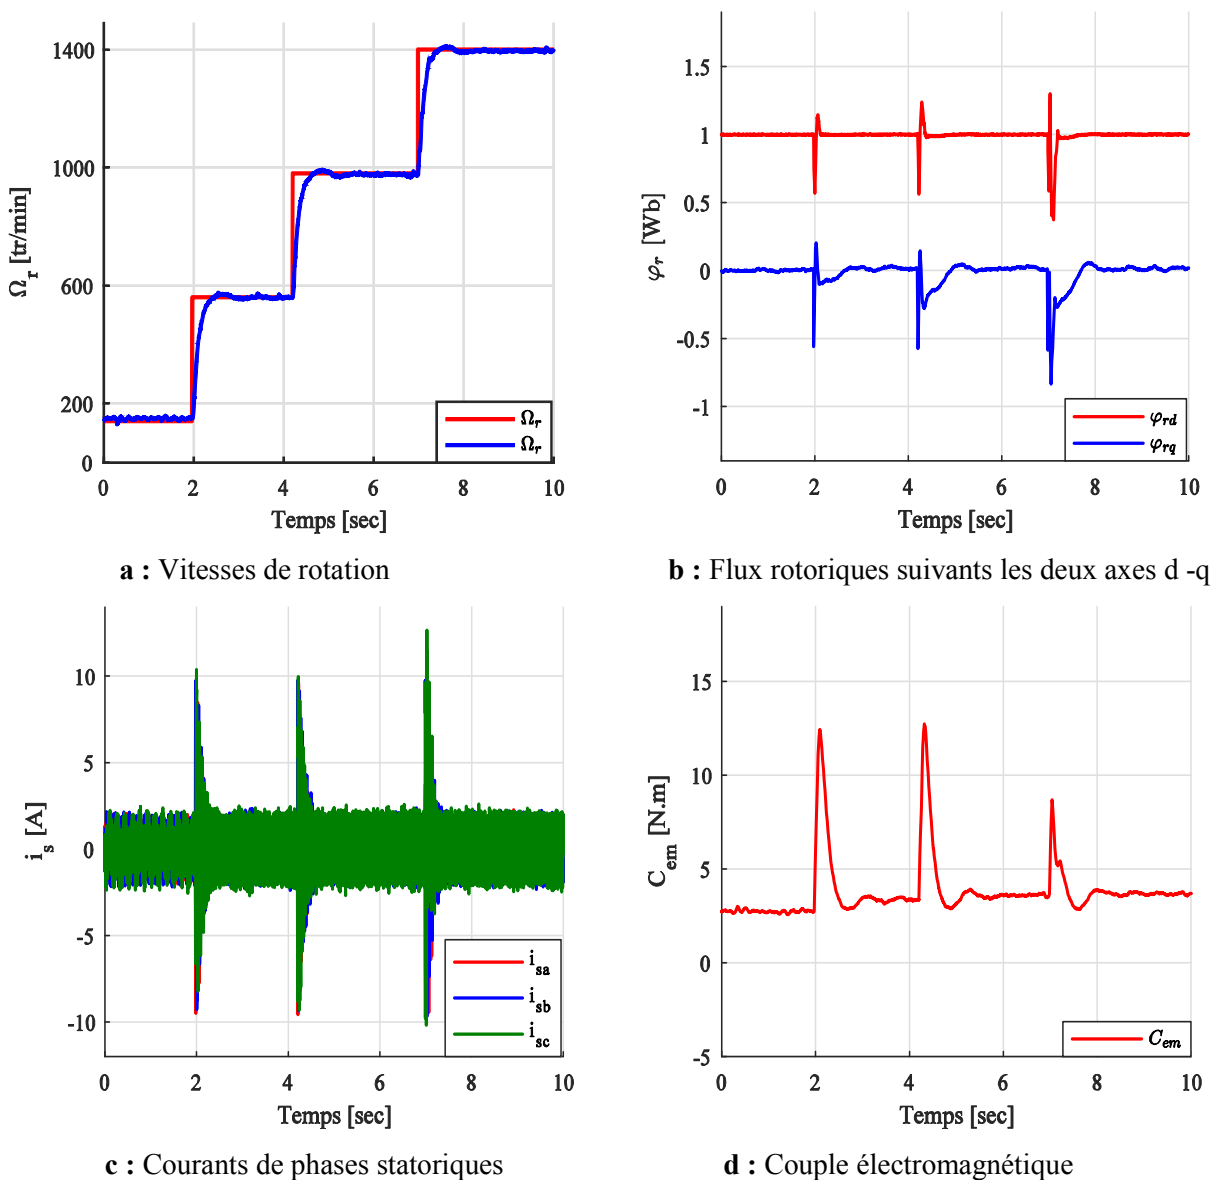 1400
1000
600
200
0
Ω_r [tr/min]
0 2 4 6 8 10
Temps [sec]
Ω_r
Ω_r
a : Vitesses de rotation
1.5
1
0.5
0
-0.5
-1
φ_r [Wb]
0 2 4 6 8 10
Temps [sec]
φ_rd
φ_rq
b : Flux rotoriques suivants les deux axes d -q
10
5
0
-5
-10
i_s [A]
0 2 4 6 8 10
Temps [sec]
i_sa
i_sb
i_sc
c : Courants de phases statoriques
15
10
5
0
-5
C_em [N.m]
0 2 4 6 8 10
Temps [sec]
C_em
d : Couple électromagnétique